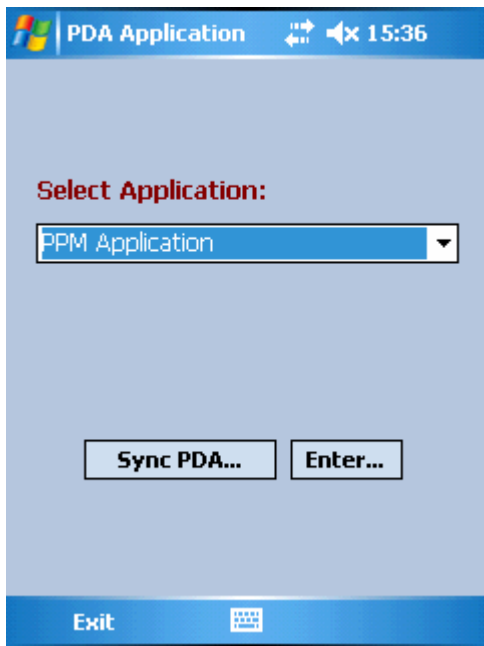 PDA Application 15:36
Select Application:
PPM Application
Sync PDA... Enter...
Exit